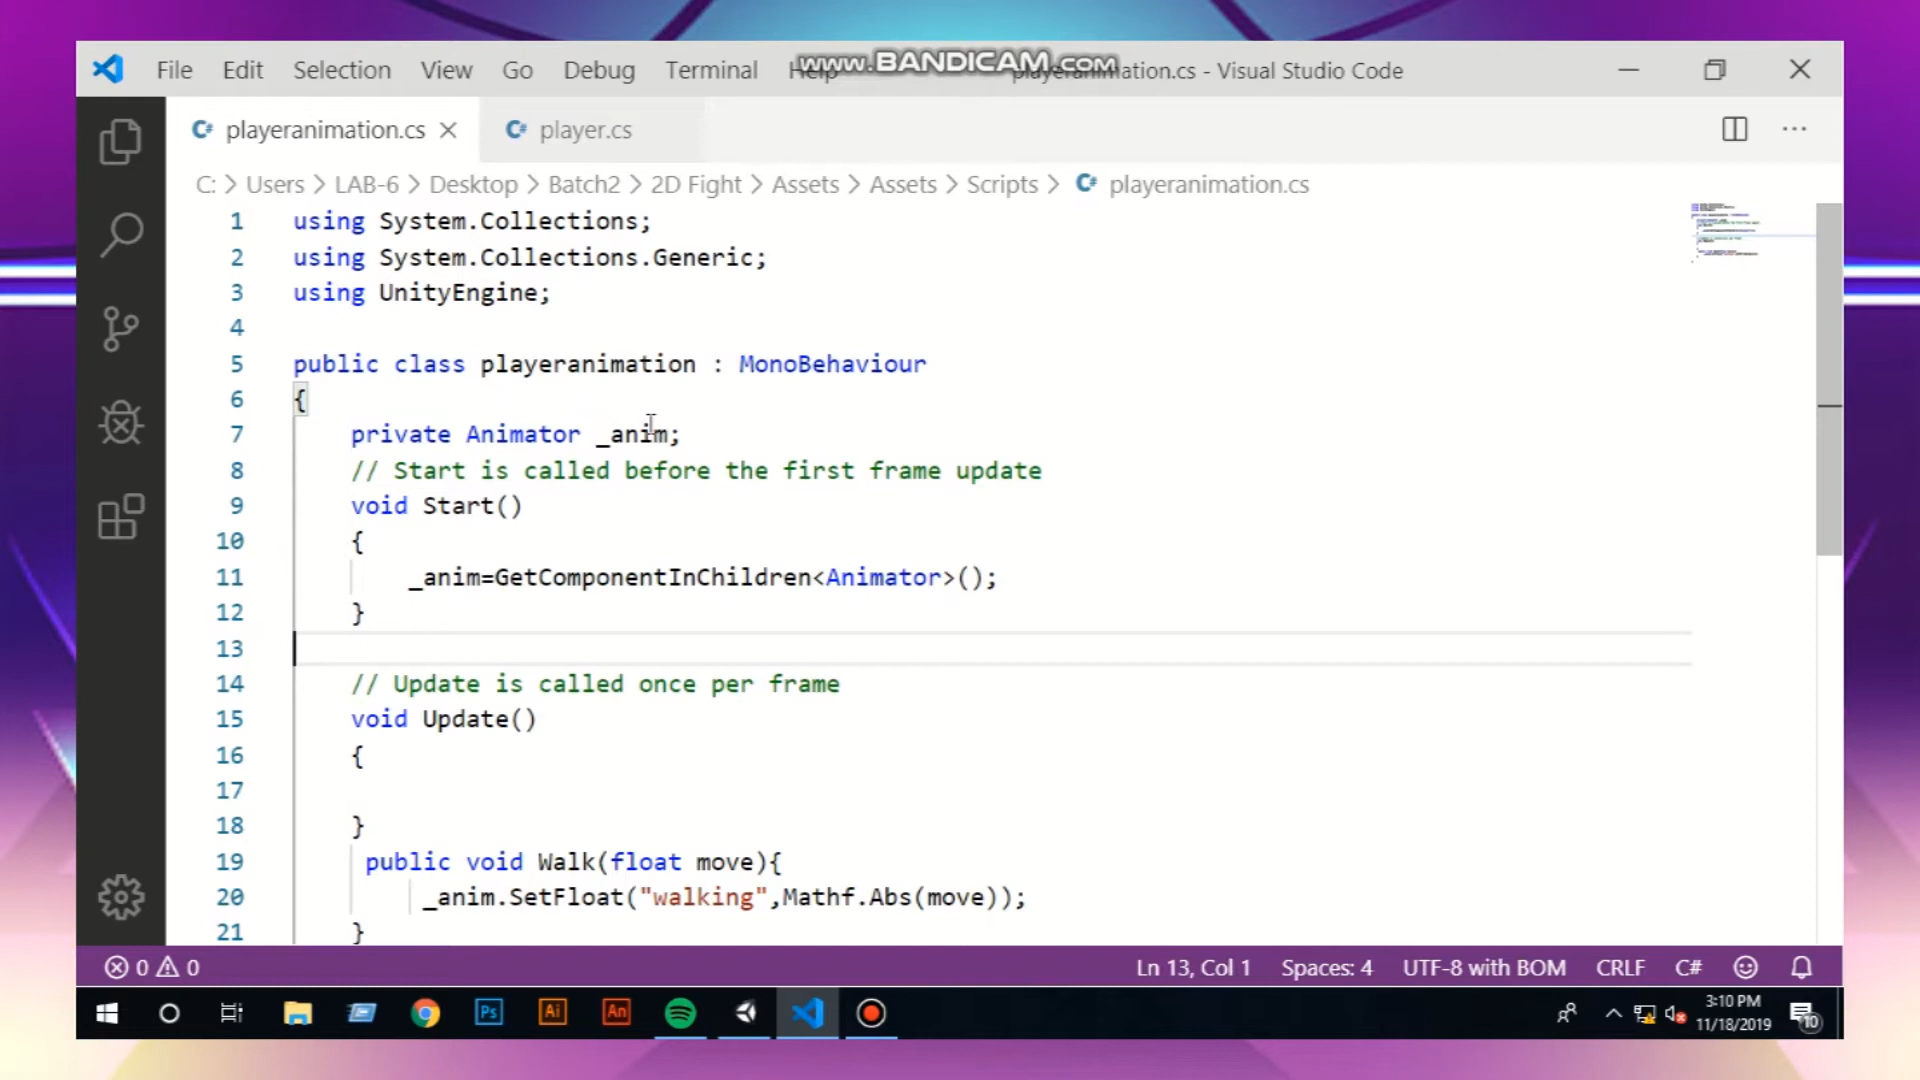 File Edit Selection View Go Debug Terminal Help playeranimation.cs - Visual Studio Code
www.BANDICAM.com
playeranimation.cs player.cs
C: > Users > LAB-6 > Desktop > Batch2 > 2D Fight > Assets > Assets > Scripts > playeranimation.cs
1 using System.Collections;
2 using System.Collections.Generic;
3 using UnityEngine;
4
5 public class playeranimation : MonoBehaviour
6 {
7 private Animator _anim;
8 // Start is called before the first frame update
9 void Start()
10 {
11 _anim=GetComponentInChildren<Animator>();
12 }
13
14 // Update is called once per frame
15 void Update()
16 {
17
18 }
19 public void Walk(float move){
20 _anim.SetFloat("walking",Mathf.Abs(move));
21 }
0 0 Ln 13, Col 1 Spaces: 4 UTF-8 with BOM CRLF C#
Ps Ai An
3:10 PM
11/18/2019
10